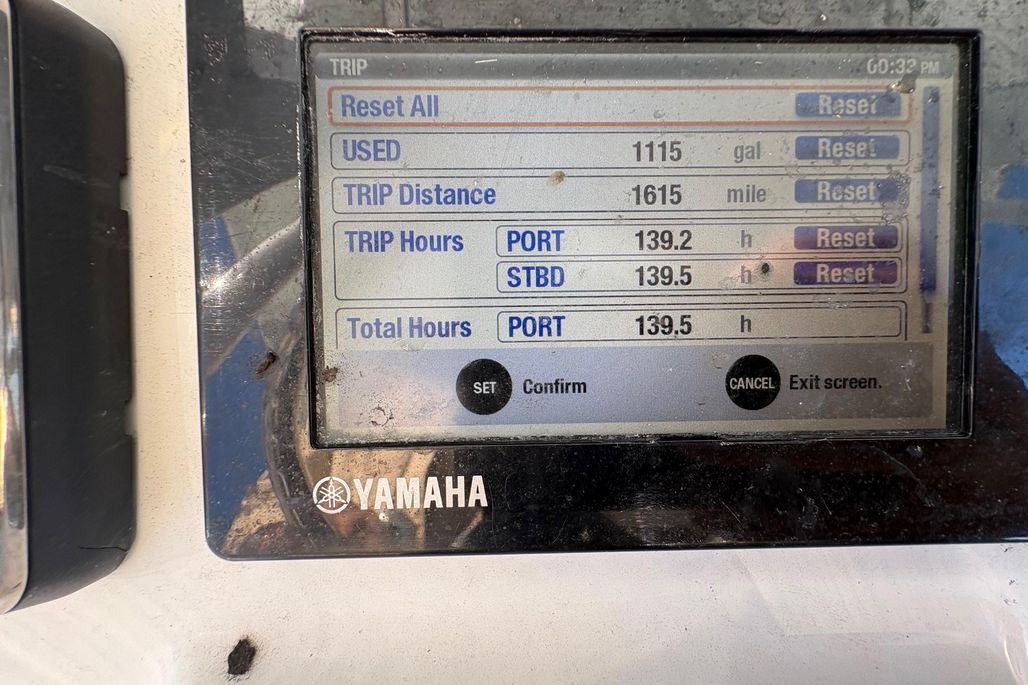 TRIP 00:32 PM
Reset All Reset
USED 1115 gal Reset
TRIP Distance 1615 mile Reset
TRIP Hours PORT 139.2 h Reset
STBD 139.5 h Reset
Total Hours PORT 139.5 h
SET Confirm CANCEL Exit screen.
YAMAHA